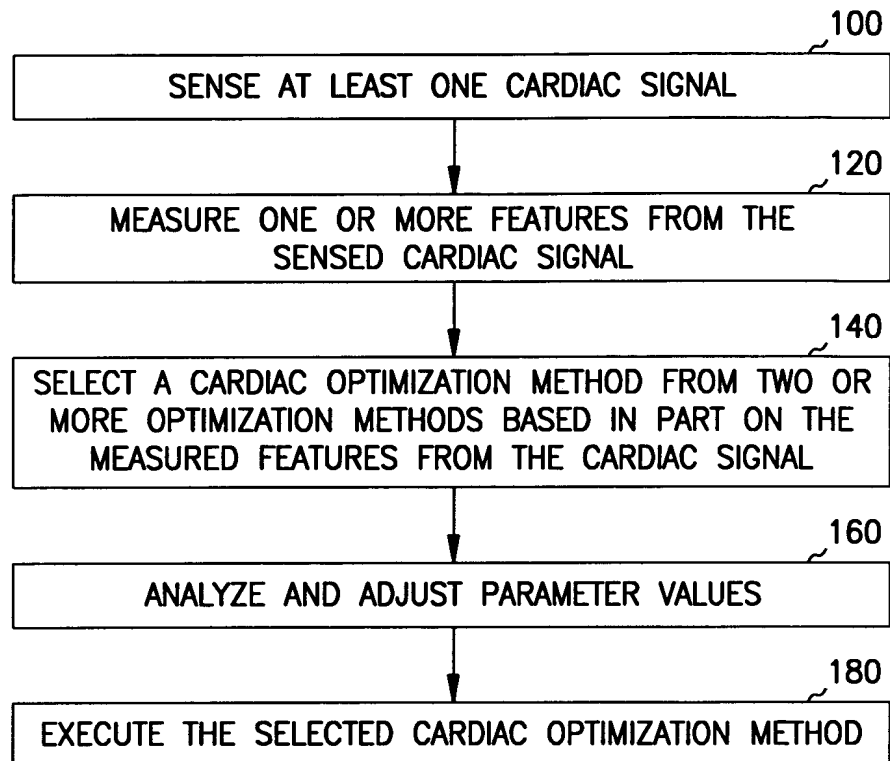 100
SENSE AT LEAST ONE CARDIAC SIGNAL
120
MEASURE ONE OR MORE FEATURES FROM THE
SENSED CARDIAC SIGNAL
140
SELECT A CARDIAC OPTIMIZATION METHOD FROM TWO OR
MORE OPTIMIZATION METHODS BASED IN PART ON THE
MEASURED FEATURES FROM THE CARDIAC SIGNAL
160
ANALYZE AND ADJUST PARAMETER VALUES
180
EXECUTE THE SELECTED CARDIAC OPTIMIZATION METHOD